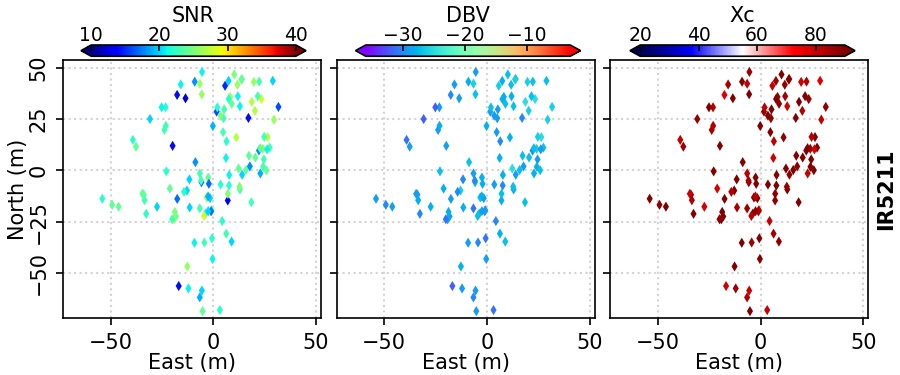 SNR DBV Xc
10 20 30 40 −30 −20 −10 20 40 60 80
50
25
0
−25
−50
North (m)
IR5211
−50 0 50 −50 0 50 −50 0 50
East (m) East (m) East (m)